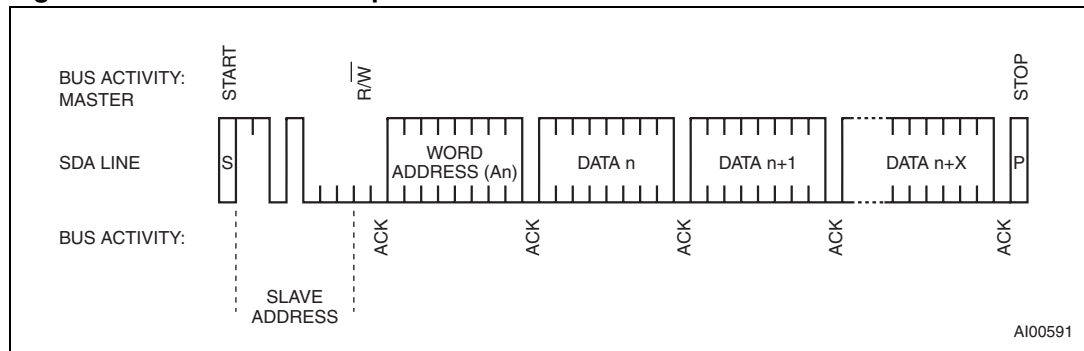 BUS ACTIVITY:
MASTER
START
R/W
STOP
SDA LINE
S
WORD
ADDRESS (An)
DATA n
DATA n+1
DATA n+X
P
BUS ACTIVITY:
ACK
ACK
ACK
ACK
ACK
SLAVE
ADDRESS
AI00591